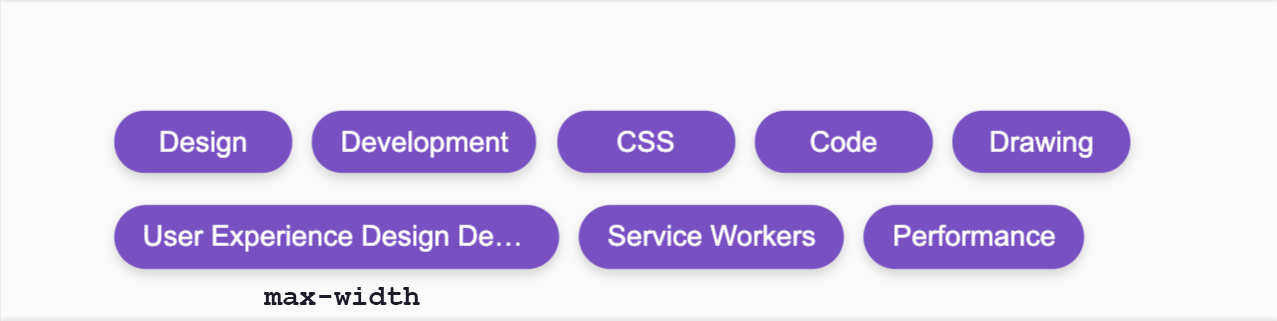 Design Development CSS Code Drawing
User Experience Design De... Service Workers Performance
max-width